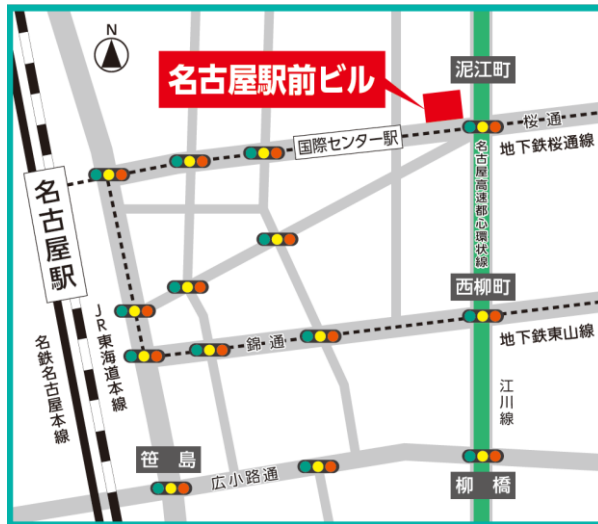 N
名古屋駅前ビル
泥江町
桜通
国際センター駅
地下鉄桜通線
名古屋高速都心環状線
名古屋駅
西柳町
JR東海道本線
名鉄名古屋本線
錦通
地下鉄東山線
江川線
笹島
広小路通
柳橋